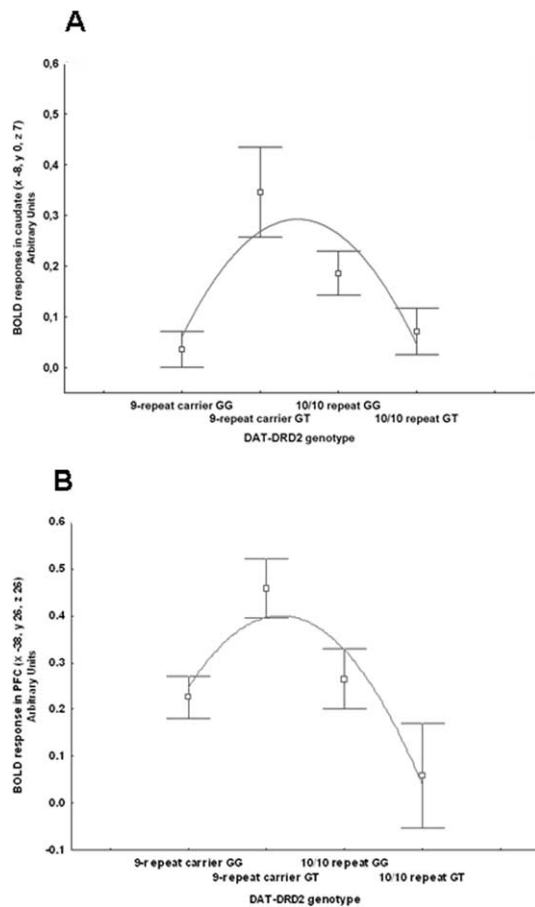 A
BOLD response in caudate (x -8, y 0, z 7)
Arbitrary Units
0,6
0,5
0,4
0,3
0,2
0,1
0,0
9-repeat carrier GG
10/10 repeat GG
9-repeat carrier GT
10/10 repeat GT
DAT-DRD2 genotype
B
BOLD response in PFC (x -38, y 26, z 26)
Arbitrary Units
0.6
0.5
0.4
0.3
0.2
0.1
0.0
-0.1
9-repeat carrier GG
10/10 repeat GG
9-repeat carrier GT
10/10 repeat GT
DAT-DRD2 genotype